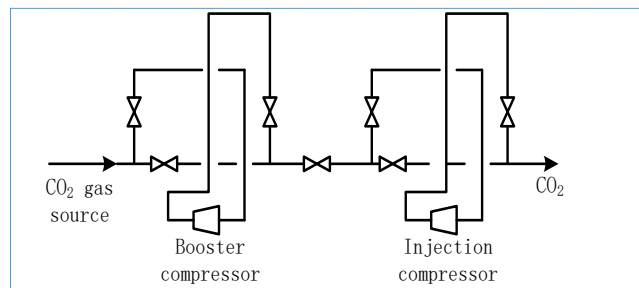 CO₂ gas
source
CO₂
Booster
compressor
Injection
compressor